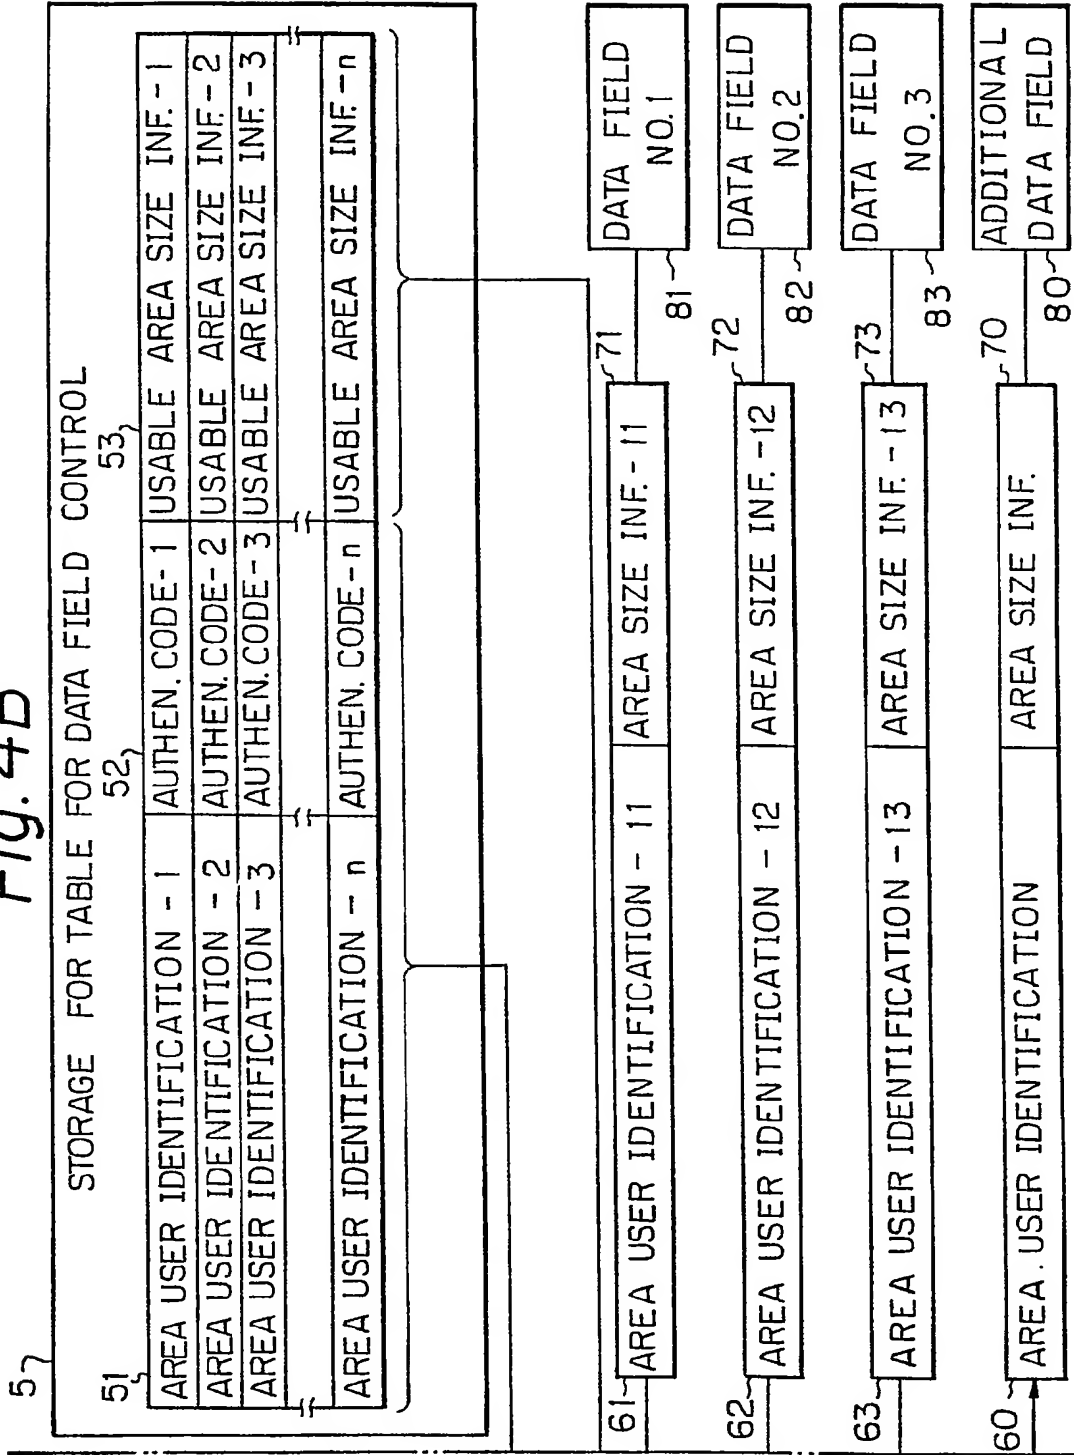 Fig. 4B
5
STORAGE FOR TABLE FOR DATA FIELD CONTROL
51 52 53
AREA USER IDENTIFICATION - 1 AUTHEN. CODE - 1 USABLE AREA SIZE INF. - 1
AREA USER IDENTIFICATION - 2 AUTHEN. CODE - 2 USABLE AREA SIZE INF. - 2
AREA USER IDENTIFICATION - 3 AUTHEN. CODE - 3 USABLE AREA SIZE INF. - 3
AREA USER IDENTIFICATION - n AUTHEN. CODE - n USABLE AREA SIZE INF. - n
61 AREA USER IDENTIFICATION - 11 AREA SIZE INF. - 11 71
DATA FIELD
NO. 1
81
62 AREA USER IDENTIFICATION - 12 AREA SIZE INF. - 12 72
DATA FIELD
NO. 2
82
63 AREA USER IDENTIFICATION - 13 AREA SIZE INF. - 13 73
DATA FIELD
NO. 3
83
60 AREA . USER IDENTIFICATION AREA SIZE INF. 70
ADDITIONAL
DATA FIELD
80